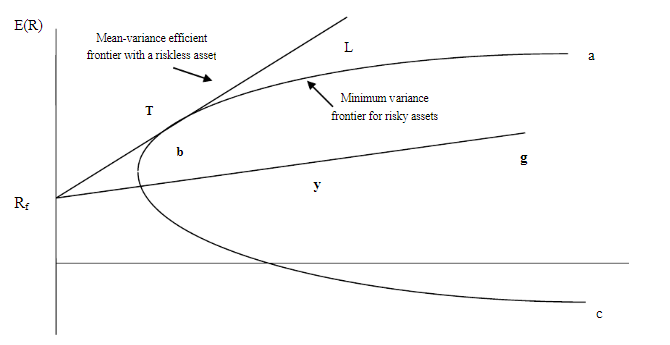 E(R)
Mean-variance efficient
frontier with a riskless asset
L
a
Minimum variance
frontier for risky assets
T
b
g
y
Rf
c